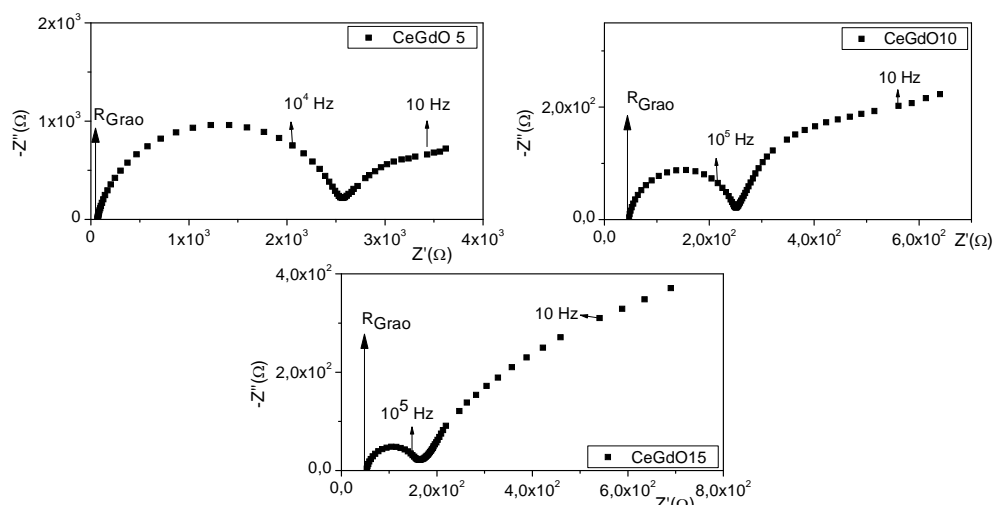 2x10³
CeGdO 5
10⁴ Hz
10 Hz
R_Grao
1x10³
-Z"(Ω)
0
0
1x10³
2x10³
3x10³
4x10³
Z'(Ω)
CeGdO10
10 Hz
2,0x10²
R_Grao
10⁵ Hz
-Z"(Ω)
0,0
0,0
2,0x10²
4,0x10²
6,0x10²
Z'(Ω)
4,0x10²
R_Grao
10 Hz
2,0x10²
10⁵ Hz
-Z"(Ω)
0,0
CeGdO15
0,0
2,0x10²
4,0x10²
6,0x10²
8,0x10²
Z'(Ω)